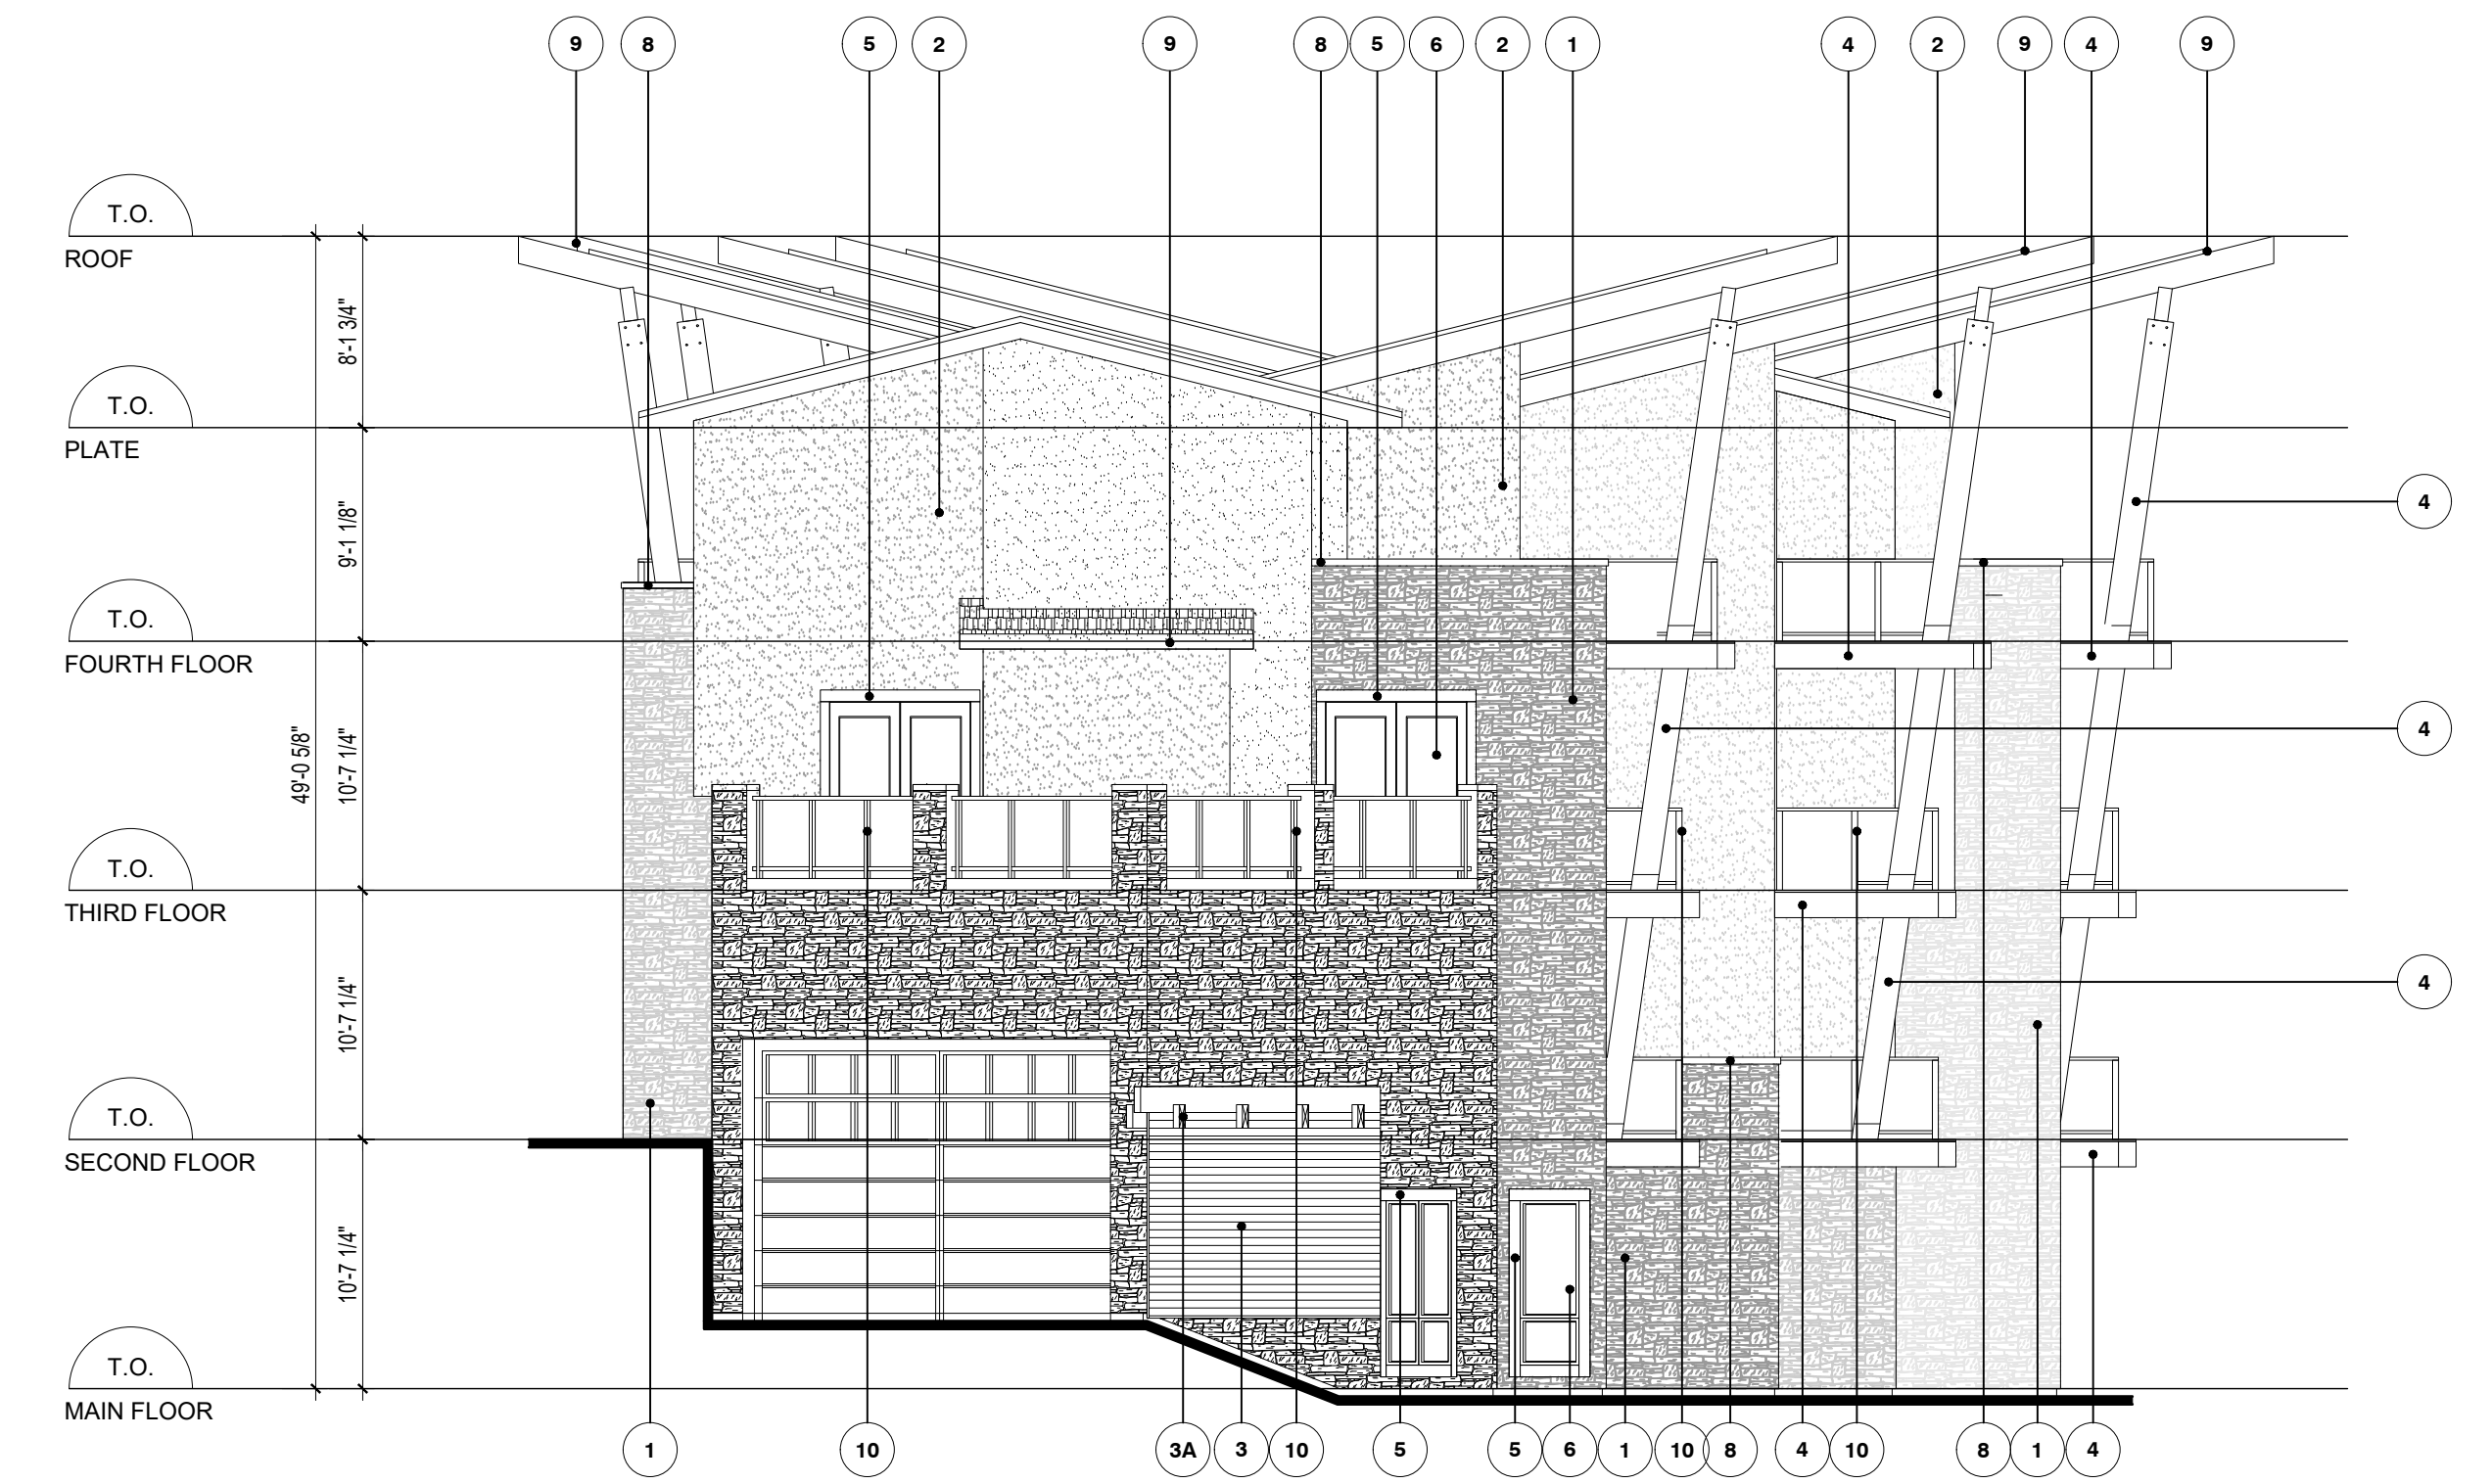 9 8 5 2 9 8 5 6 2 1 4 2 9 4 9
T.O.
ROOF
8'-1 3/4"
T.O.
PLATE
9'-1 1/8"
4
T.O.
FOURTH FLOOR
49'-0 5/8"
10'-7 1/4"
4
T.O.
THIRD FLOOR
10'-7 1/4"
4
T.O.
SECOND FLOOR
10'-7 1/4"
T.O.
MAIN FLOOR
1 10 3A 3 10 5 5 6 1 10 8 4 10 8 1 4